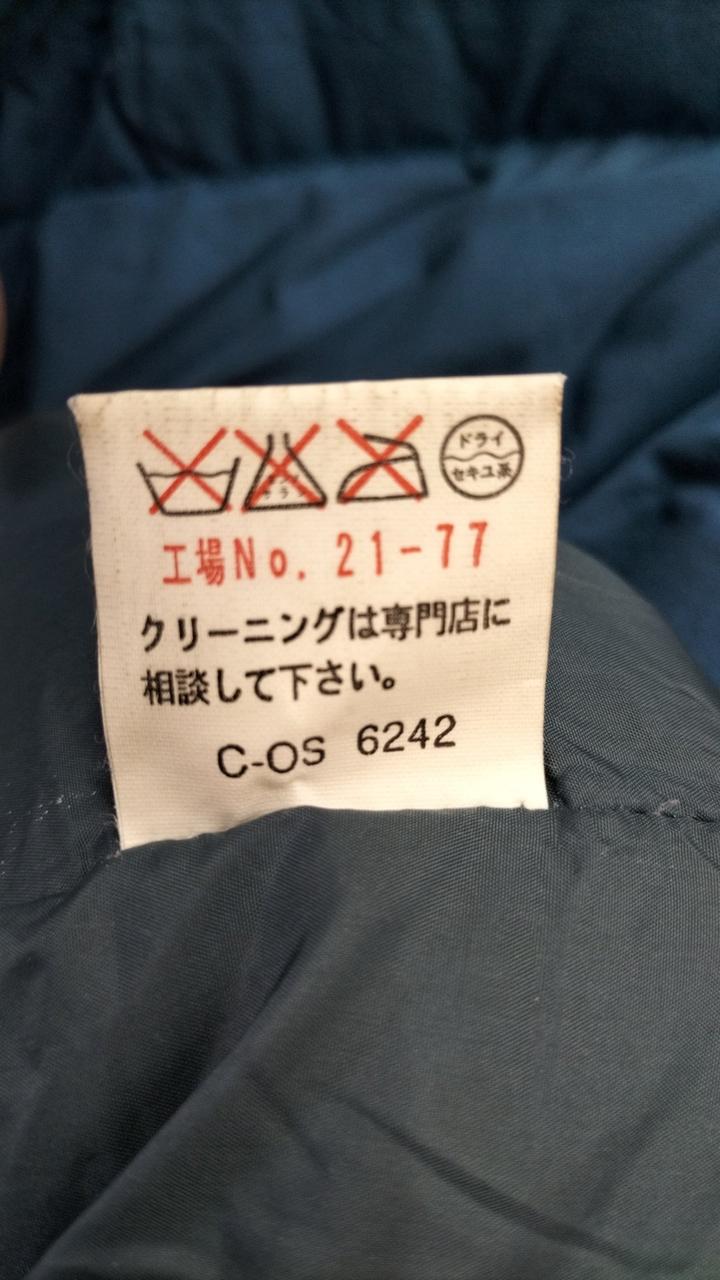 ドライ
セキユ系
工場No. 21-77
クリーニングは専門店に
相談して下さい。
C-OS 6242